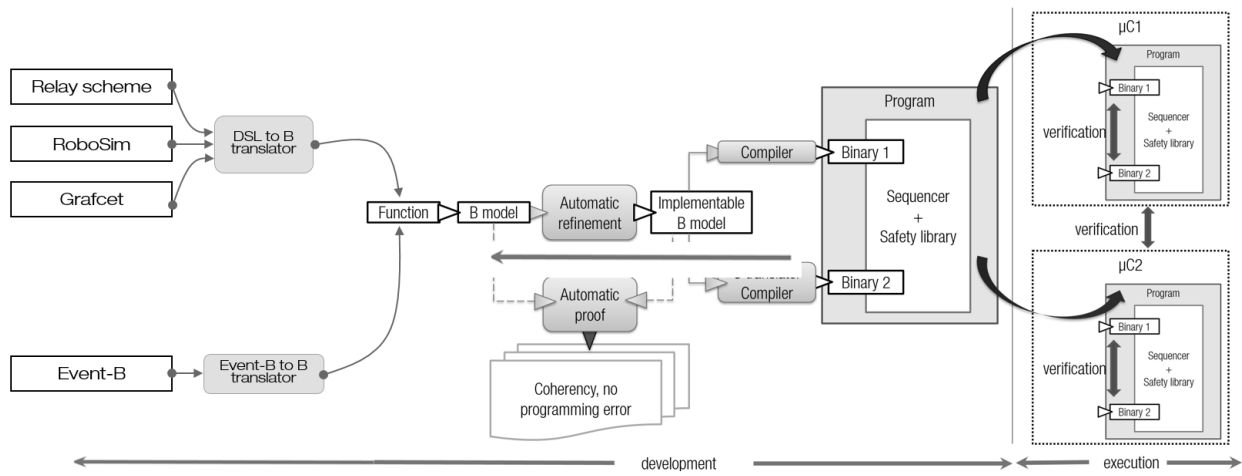 Relay scheme
RoboSim
Grafcet
DSL to B
translator
Event-B
Event-B to B
translator
Function
B model
Automatic
refinement
Implementable
B model
Automatic
proof
Coherency, no
programming error
Compiler
Compiler
Program
Binary 1
Sequencer
+
Safety library
Binary 2
µC1
Program
Binary 1
verification
Sequencer
+
Safety library
Binary 2
verification
µC2
Program
Binary 1
verification
Sequencer
+
Safety library
Binary 2
development
execution